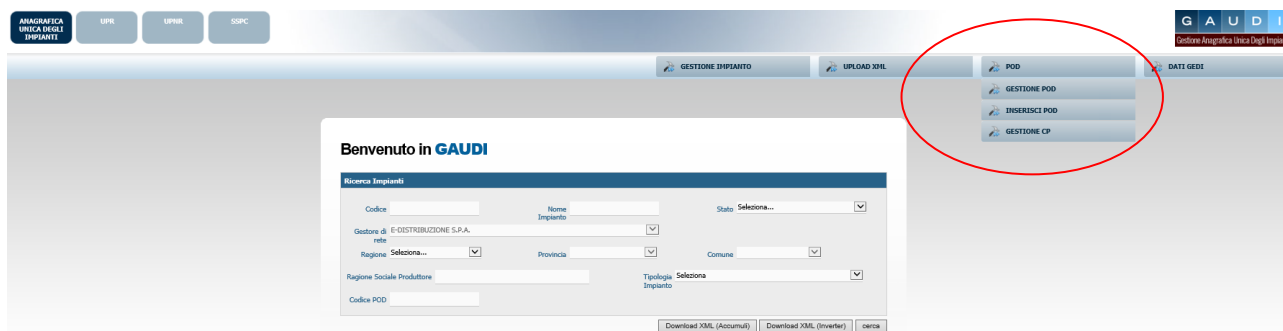 ANAGRAFICA
UNICA DEGLI
IMPIANTI
UPR
UPNR
SSPC
G A U D I
Gestione Anagrafica Unica Degli Impia
GESTIONE IMPIANTO
UPLOAD XML
POD
DATI GEDI
GESTIONE POD
INSERISCI POD
GESTIONE CP
Benvenuto in GAUDI
Ricerca Impianti
Codice
Nome
Impianto
Stato Seleziona...
Gestore di
rete
E-DISTRIBUZIONE S.P.A.
Regione Seleziona...
Provincia
Comune
Ragione Sociale Produttore
Tipologia
Impianto
Seleziona
Codice POD
Download XML (Accumuli)
Download XML (Inverter)
cerca